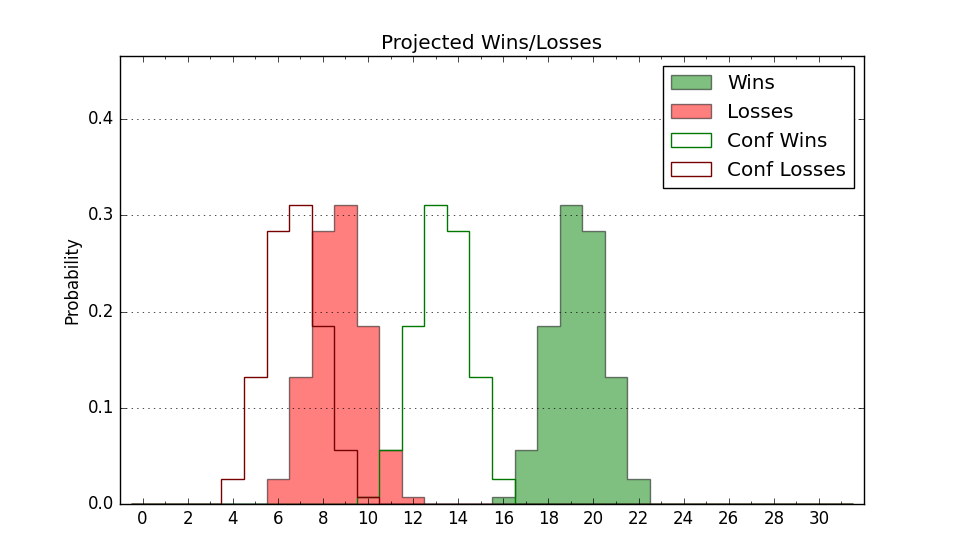 Projected Wins/Losses
Wins
Losses
Conf Wins
Conf Losses
Probability
0.4
0.3
0.2
0.1
0.0
0 2 4 6 8 10 12 14 16 18 20 22 24 26 28 30